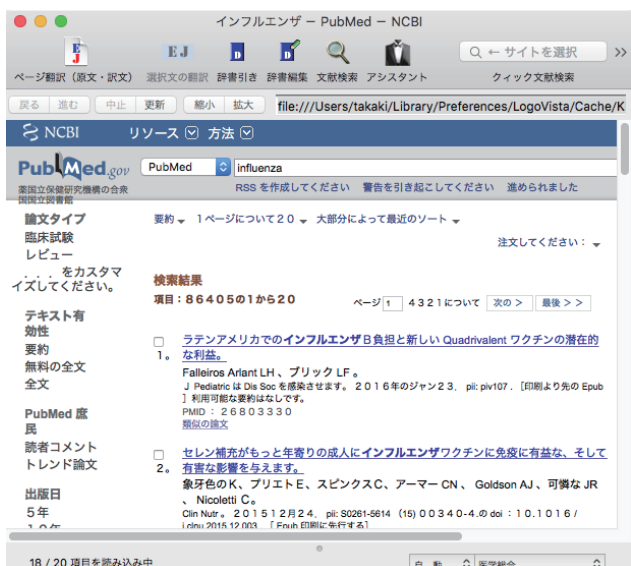 インフルエンザ − PubMed − NCBI
Q ← サイトを選択 >>
ページ翻訳（原文・訳文） 選択文の翻訳 辞書引き 辞書編集 文献検索 アシスタント クィック文献検索
戻る 進む 中止 更新 縮小 拡大 file:///Users/takaki/Library/Preferences/LogoVista/Cache/K
NCBI リソース 方法
PubMed.gov PubMed influenza
薬国立保健研究機構の合衆国国立図書館
RSS を作成してください 警告を引き起こしてください 進められました
論文タイプ
臨床試験
レビュー
．．．をカスタマイズしてください。
テキスト有効性
要約
無料の全文
全文
PubMed 庶民
読者コメント
トレンド論文
出版日
5年
要約 1ページについて20 大部分によって最近のソート
注文してください：
検索結果
項目：86405の1から20 ページ 1 4321について 次の > 最後 > >
1。 ラテンアメリカでのインフルエンザB負担と新しい Quadrivalent ワクチンの潜在的な利益。
Falleiros Arlant LH 、ブリック LF 。
J Pediatric は Dis Soc を感染させます。 2016年のジャン23． pii: piv107．［印刷より先の Epub
］利用可能な要約はなしです。
PMID ： 26803330
類似の論文
2。 セレン補充がもっと年寄りの成人にインフルエンザワクチンに免疫に有益な、そして有害な影響を与えます。
象牙色のK、プリエトE、スピンクスC、アーマー CN 、 Goldson AJ 、可憐な JR
、 Nicoletti C。
Clin Nutr 。 2015 12月24． pii: S0261-5614 （15) 00340-4.の doi ：10.1016 /
j.clnu.2015.12.003．［ Epub 印刷に先行する］
18 / 20 項目を読み込み中
自 動 医学総合